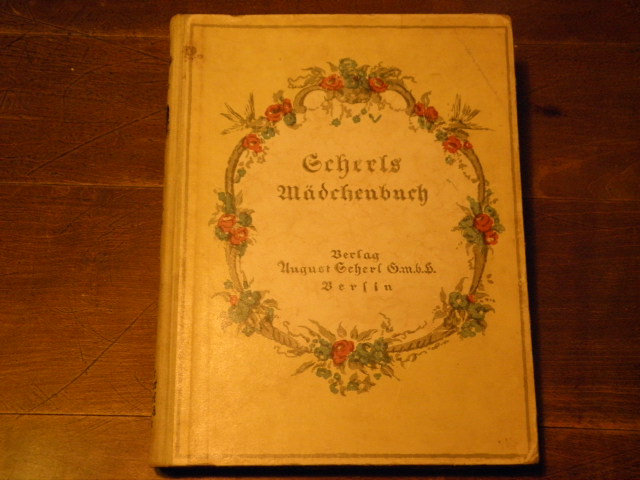 Scherls
Mädchenbuch
Verlag
August Scherl G.m.b.H.
Berlin